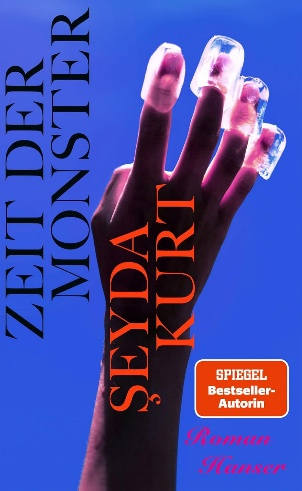 ZEIT DER
MONSTER
ŞEYDA
KURT
SPIEGEL
Bestseller-
Autorin
Roman
Hanser